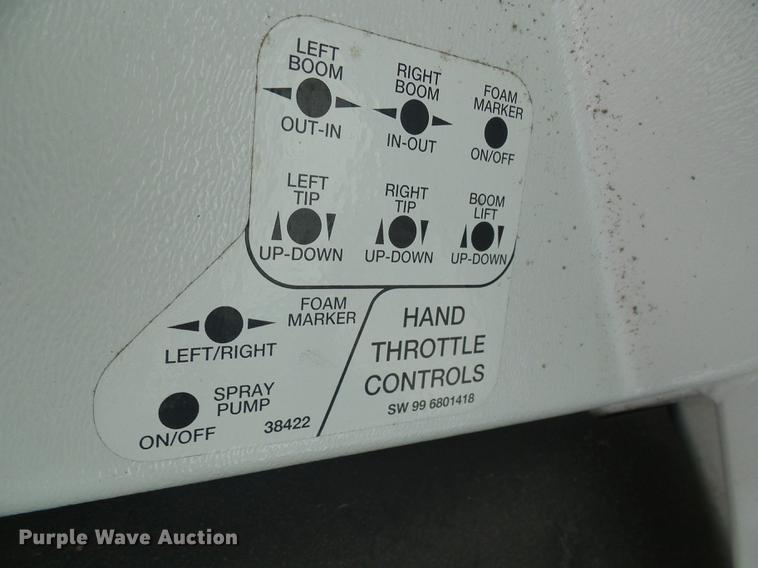 LEFT
BOOM
OUT-IN
RIGHT
BOOM
IN-OUT
FOAM
MARKER
ON/OFF
LEFT
TIP
UP-DOWN
RIGHT
TIP
UP-DOWN
BOOM
LIFT
UP-DOWN
FOAM
MARKER
LEFT/RIGHT
SPRAY
PUMP
ON/OFF
38422
HAND
THROTTLE
CONTROLS
SW 99 6801418
Purple Wave Auction